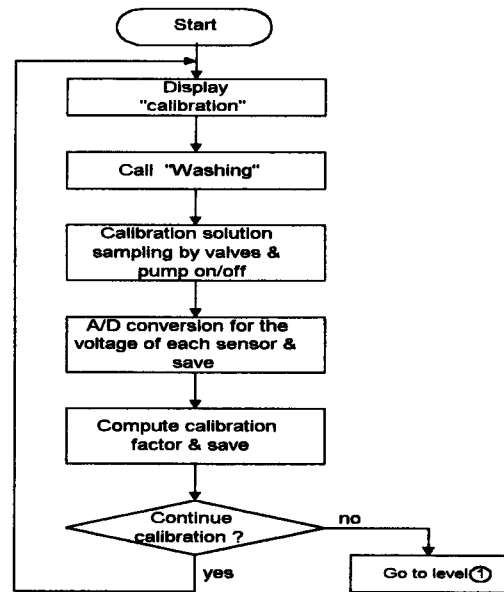 Start
Display
"calibration"
Call "Washing"
Calibration solution
sampling by valves &
pump on/off
A/D conversion for the
voltage of each sensor &
save
Compute calibration
factor & save
Continue
calibration ?
no
yes
Go to level①